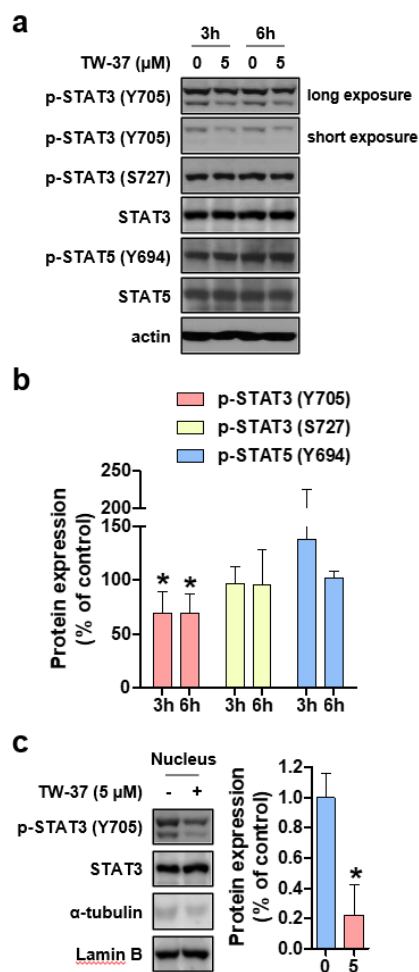 a
3h 6h
TW-37 (µM) 0 5 0 5
p-STAT3 (Y705) long exposure
p-STAT3 (Y705) short exposure
p-STAT3 (S727)
STAT3
p-STAT5 (Y694)
STAT5
actin
b
p-STAT3 (Y705)
p-STAT3 (S727)
p-STAT5 (Y694)
Protein expression
(% of control)
250
200
150
100
50
0
* *
3h 6h 3h 6h 3h 6h
c
Nucleus
TW-37 (5 µM) - +
p-STAT3 (Y705)
STAT3
α-tubulin
Lamin B
Protein expression
(% of control)
1.2
1.0
0.8
0.6
0.4
0.2
0.0
*
0 5